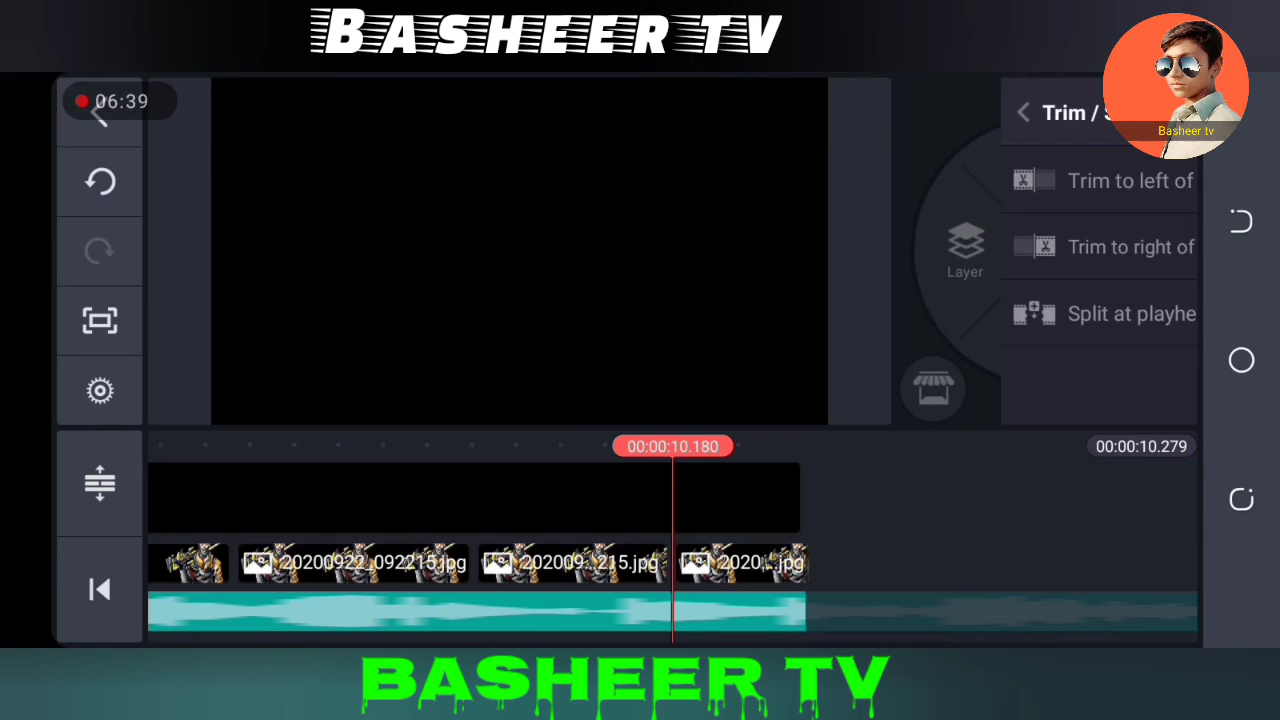 BASHEER TV
06:39
Trim / S
Basheer tv
Trim to left of
Trim to right of
Layer
Split at playhe
00:00:10.180
00:00:10.279
20200922_092215.jpg
202009...215.jpg
2020,...jpg
BASHEER TV